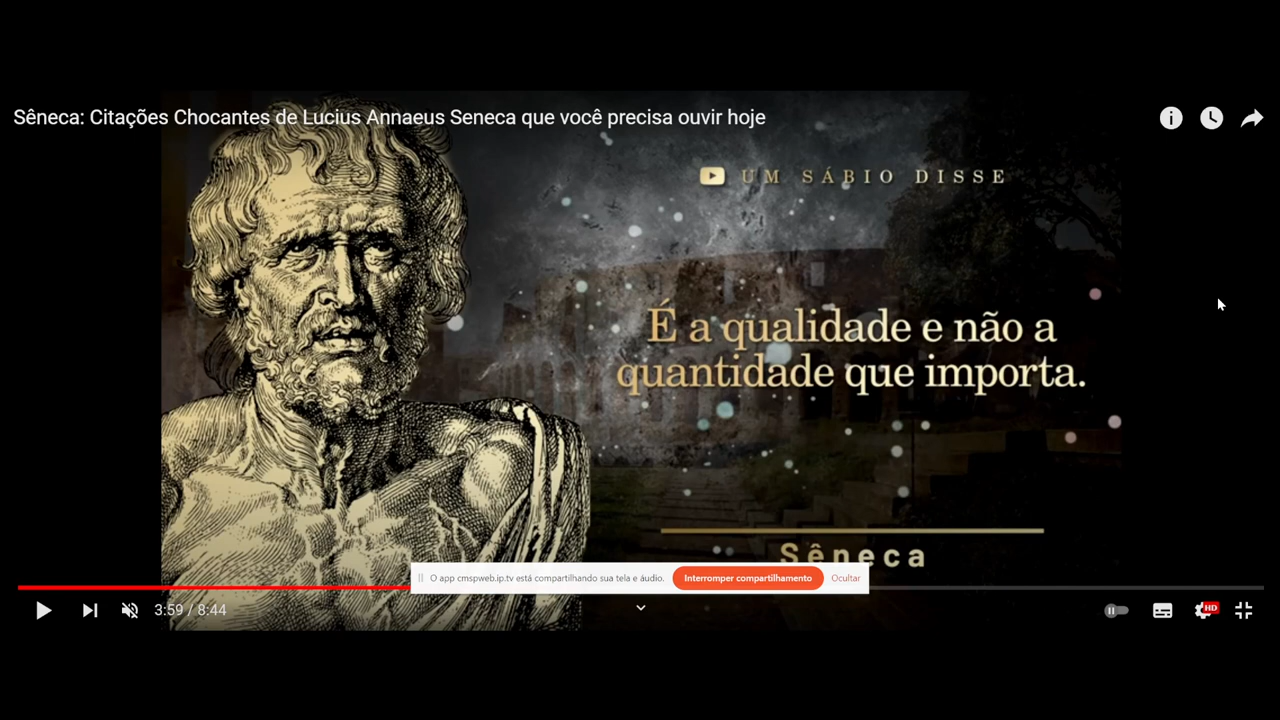 Sêneca: Citações Chocantes de Lucius Annaeus Seneca que você precisa ouvir hoje
UM SÁBIO DISSE
É a qualidade e não a
quantidade que importa.
Sêneca
O app cmspweb.ip.tv está compartilhando sua tela e áudio. Interromper compartilhamento Ocultar
3:59 / 8:44
HD